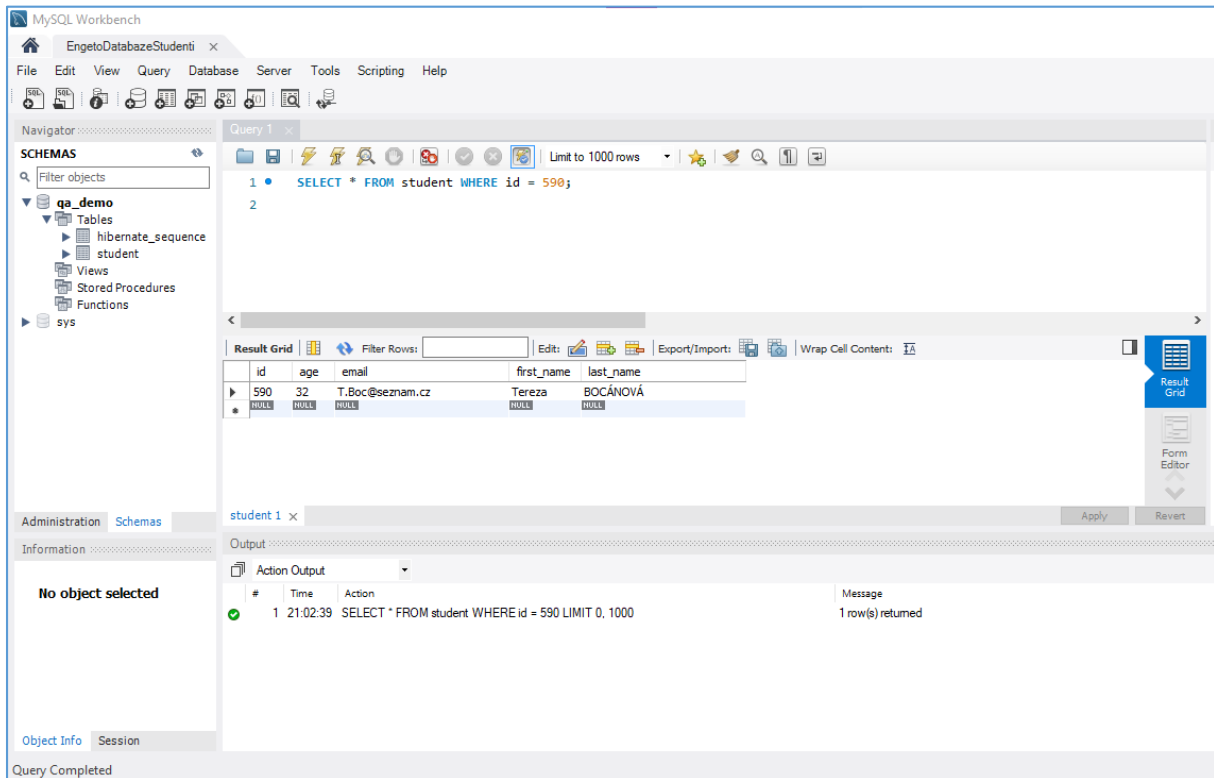 MySQL Workbench
EngetoDatabazeStudenti ×
File Edit View Query Database Server Tools Scripting Help
Navigator
SCHEMAS
Filter objects
qa_demo
Tables
hibernate_sequence
student
Views
Stored Procedures
Functions
sys
Administration Schemas
Information
No object selected
Object Info Session
Query 1 ×
Limit to 1000 rows
1 SELECT * FROM student WHERE id = 590;
2
Result Grid Filter Rows: Edit: Export/Import: Wrap Cell Content:
id age email first_name last_name
590 32 T.Boc@seznam.cz Tereza BOCÁNOVÁ
NULL NULL NULL NULL NULL
Result
Grid
Form
Editor
student 1 ×
Apply Revert
Output
Action Output
# Time Action Message
1 21:02:39 SELECT * FROM student WHERE id = 590 LIMIT 0, 1000 1 row(s) returned
Query Completed